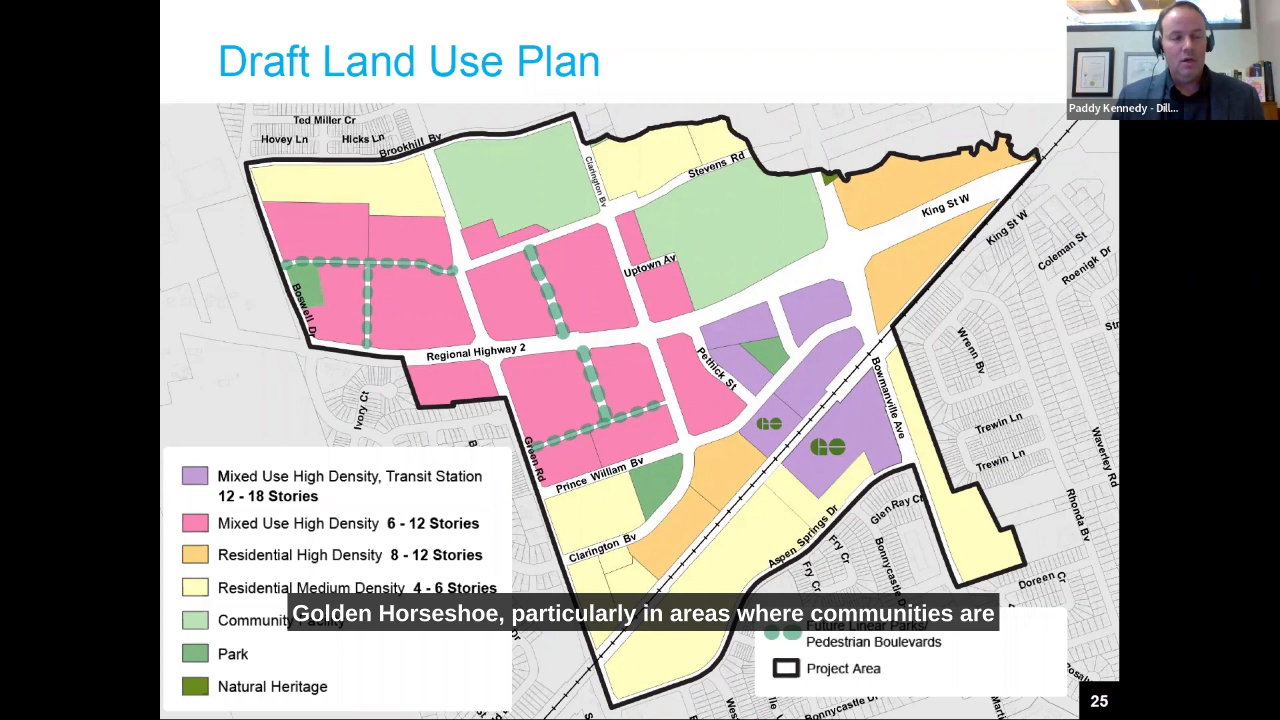 Draft Land Use Plan
Paddy Kennedy - Dill...
Ted Miller Cr
Hovey Ln
Hicks Ln
Brookhill Bv
Clarington Bv
Stevens Rd
King St W
King St W
Coleman St
Roenigk Dr
Uptown Av
Boswell Dr
Regional Highway 2
Petrick St
Wrenn Bv
Bowmanville Ave
Ivory Ct
Green Rd
Prince William Bv
GO
GO
Trewin Ln
Trewin Ln
Waverley Rd
Rhonda Bv
Clarington Bv
Aspen Springs Dr
Glen Ray Ct
Fry Cr
Fry Cr
Doreen Cr
Bonnycastle Dr
Mixed Use High Density, Transit Station
12 - 18 Stories
Mixed Use High Density 6 - 12 Stories
Residential High Density 8 - 12 Stories
Residential Medium Density 4 - 6 Stories
Community Facility
Park
Natural Heritage
Golden Horseshoe, particularly in areas where communities are
Future Linear Parks/
Pedestrian Boulevards
Project Area
25